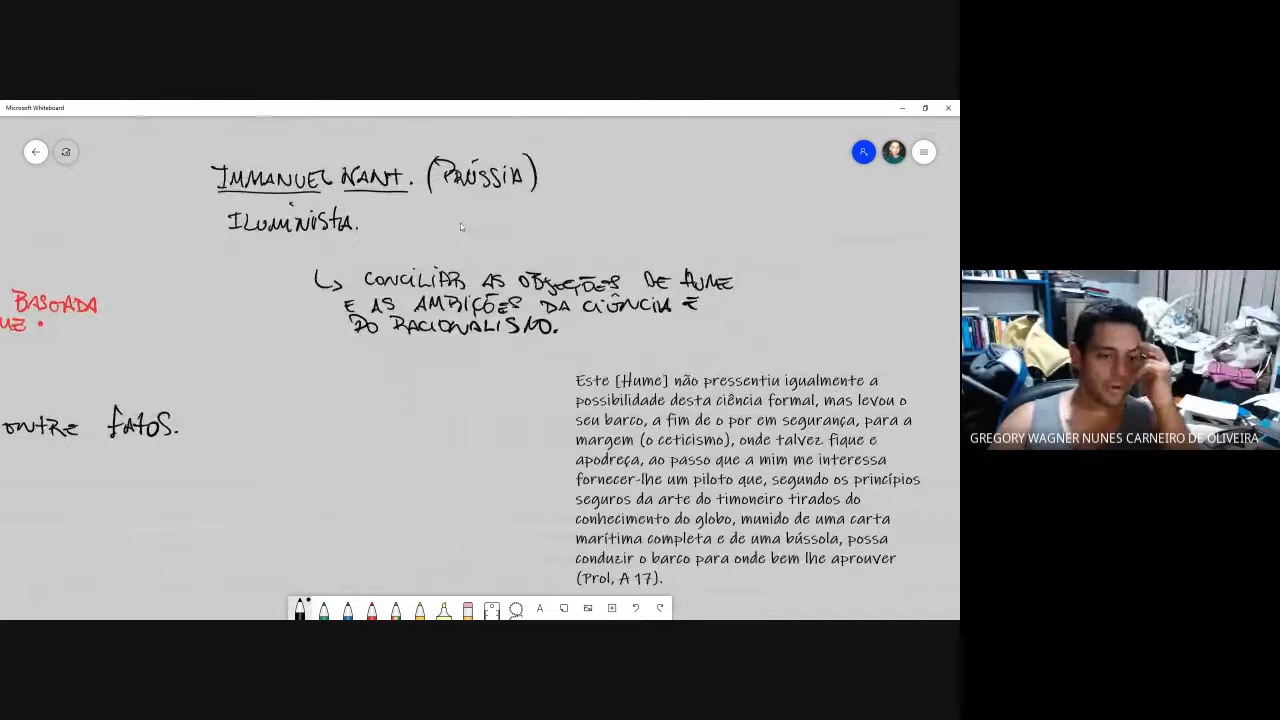 Microsoft Whiteboard
IMMANUEL KANT. (PRÚSSIA)
ILUMINISTA.
CONCILIAR AS OBJEÇÕES DE HUME
E AS AMBIÇÕES DA CIÊNCIA E
DO RACIONALISMO.
BASEADA
ENTRE FATOS.
Este [Hume] não pressentiu igualmente a
possibilidade desta ciência formal, mas levou o
seu barco, a fim de o por em segurança, para a
margem (o ceticismo), onde talvez fique e
apodreça, ao passo que a mim me interessa
fornecer-lhe um piloto que, segundo os princípios
seguros da arte do timoneiro tirados do
conhecimento do globo, munido de uma carta
marítima completa e de uma bússola, possa
conduzir o barco para onde bem lhe aprouver
(Prol, A 17).
A
GREGORY WAGNER NUNES CARNEIRO DE OLIVEIRA